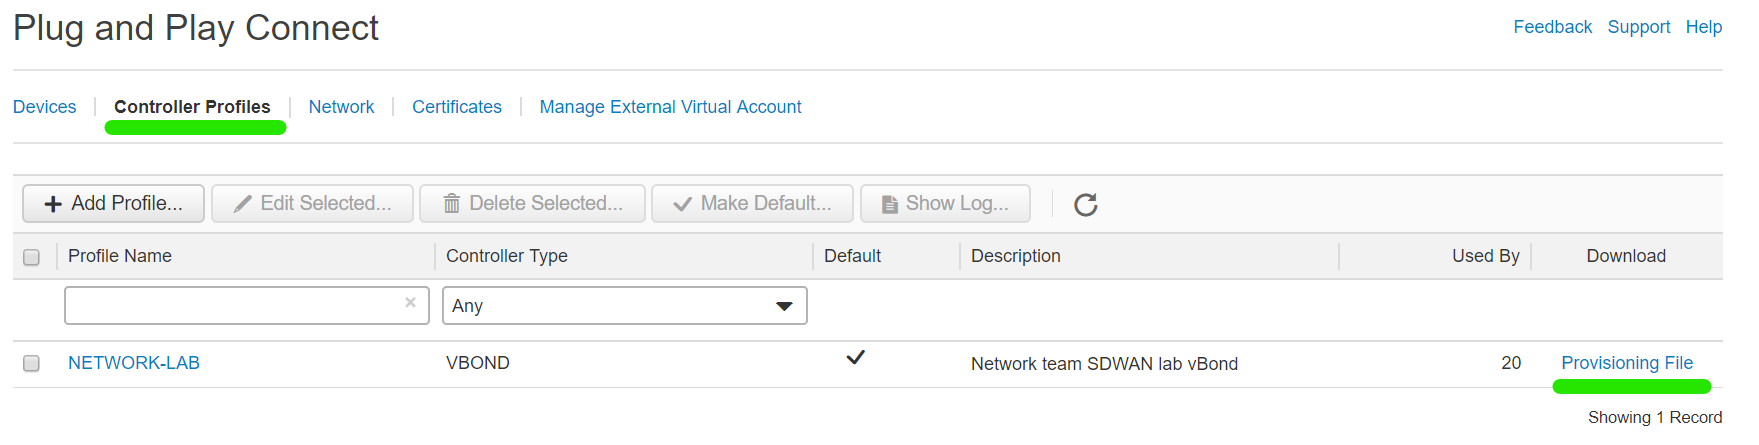 Plug and Play Connect
Feedback Support Help
Devices Controller Profiles Network Certificates Manage External Virtual Account
Add Profile... Edit Selected... Delete Selected... Make Default... Show Log...
Profile Name Controller Type Default Description Used By Download
Any
NETWORK-LAB VBOND Network team SDWAN lab vBond 20 Provisioning File
Showing 1 Record